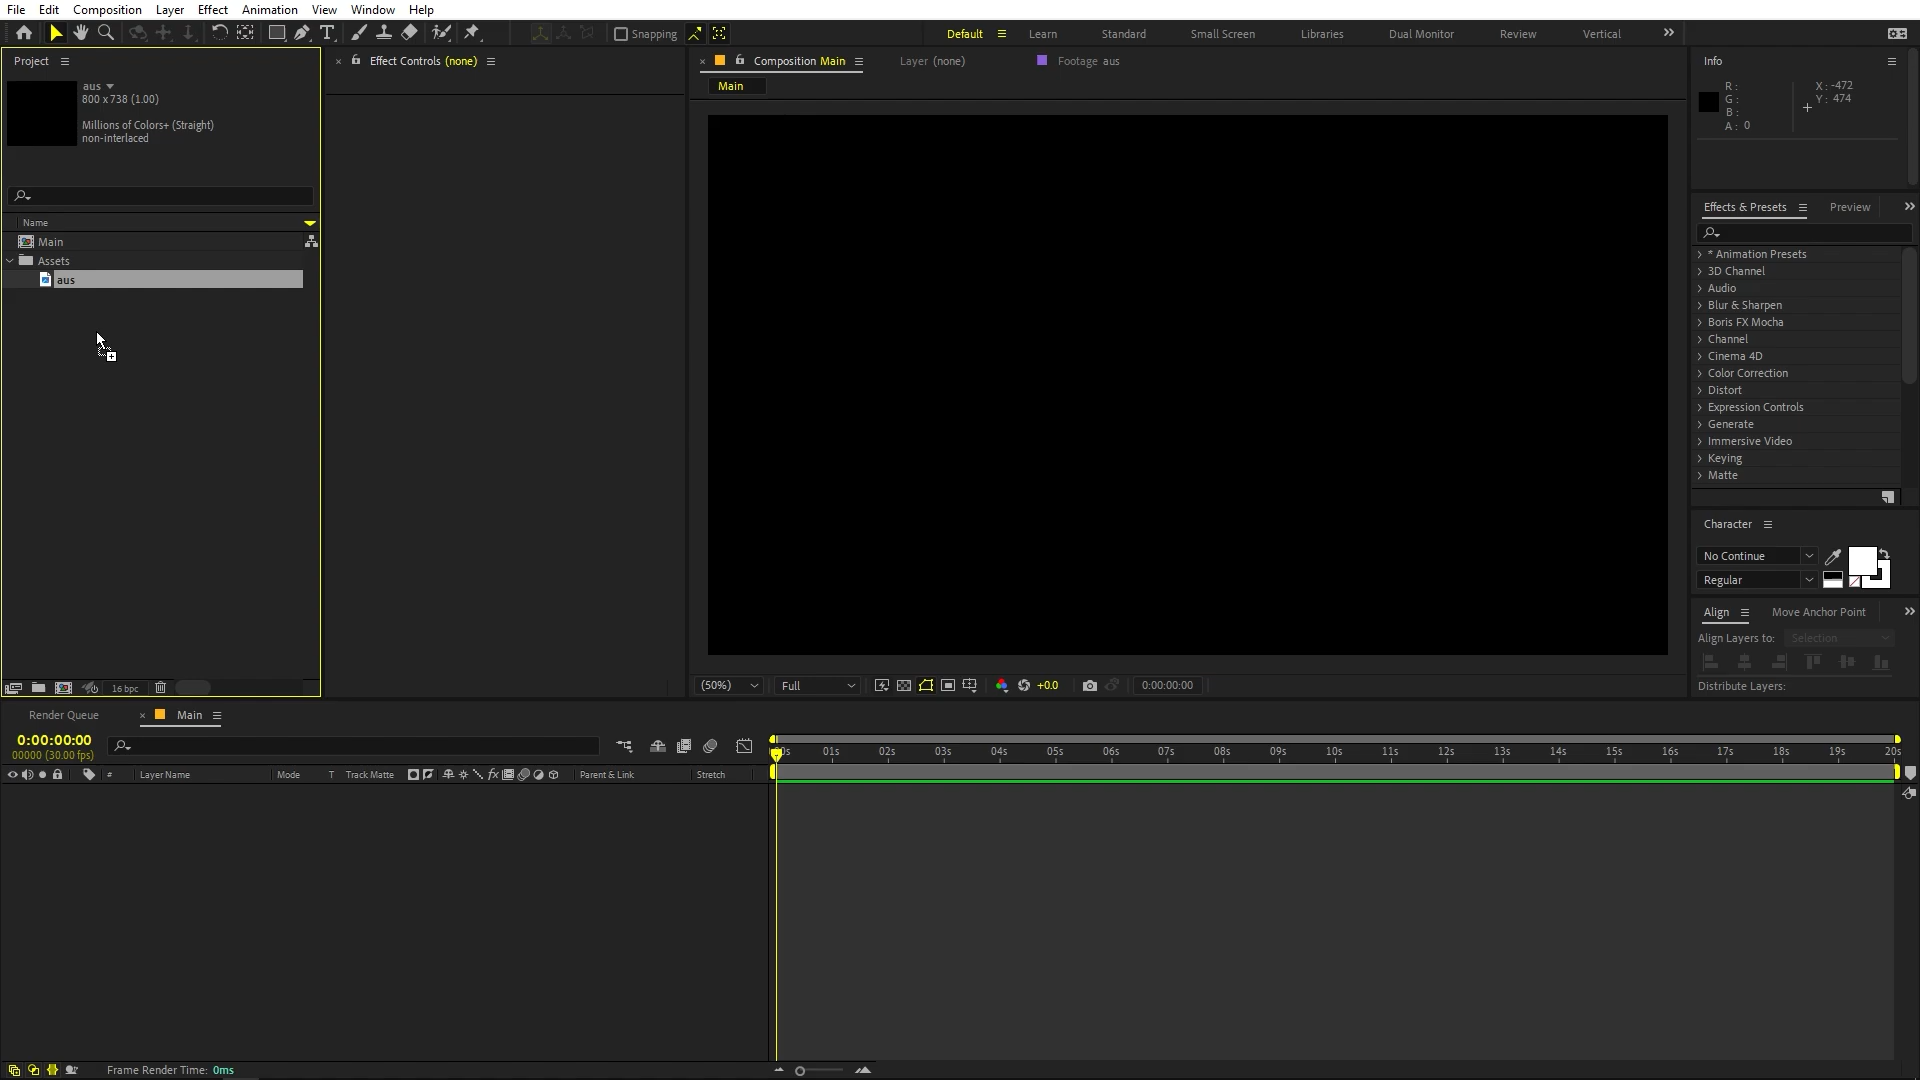 File Edit Composition Layer Effect Animation View Window Help
Snapping
Default Learn Standard Small Screen Libraries Dual Monitor Review Vertical
Project
Effect Controls (none)
Composition Main
Layer (none)
Footage aus
Main
aus
800 x 738 (1.00)
Millions of Colors+ (Straight)
non-interlaced
Name
Main
Assets
aus
16 bpc
(50%)
Full
+0.0
0:00:00:00
Info
R :
G :
B :
A : 0
X : -472
Y : 474
Effects & Presets
Preview
* Animation Presets
3D Channel
Audio
Blur & Sharpen
Boris FX Mocha
Channel
Cinema 4D
Color Correction
Distort
Expression Controls
Generate
Immersive Video
Keying
Matte
Character
No Continue
Regular
Align
Move Anchor Point
Align Layers to: Selection
Distribute Layers:
Render Queue
Main
0:00:00:00
00000 (30.00 fps)
# Layer Name Mode T Track Matte fx Parent & Link Stretch
01s 02s 03s 04s 05s 06s 07s 08s 09s 10s 11s 12s 13s 14s 15s 16s 17s 18s 19s 20s
Frame Render Time: 0ms